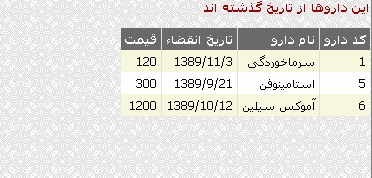 این داروها از تاریخ گذشته اند
کد دارو نام دارو تاریخ انقضاء قیمت
1 سرماخوردگی 1389/11/3 120
5 استامینوفن 1389/9/21 300
6 آموکس سیلین 1389/10/12 1200